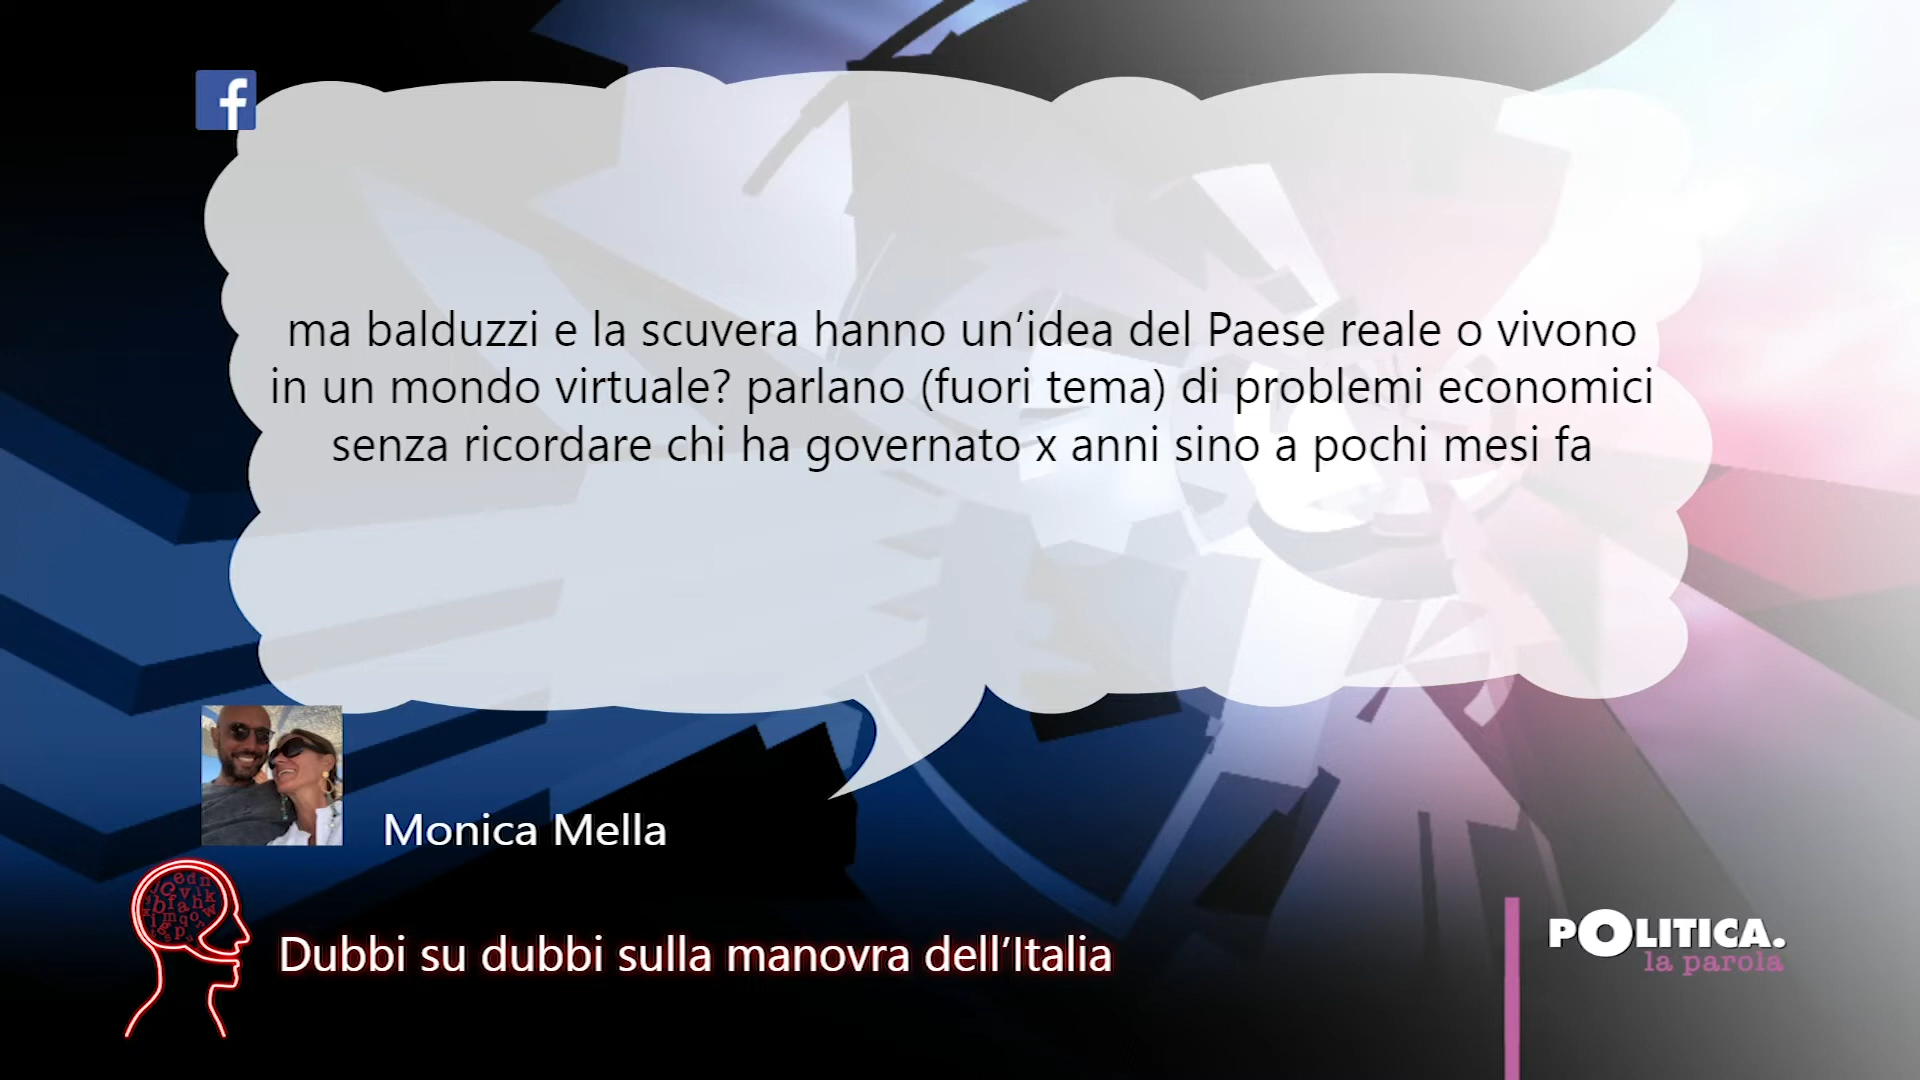 ma balduzzi e la scuvera hanno un’idea del Paese reale o vivono
in un mondo virtuale? parlano (fuori tema) di problemi economici
senza ricordare chi ha governato x anni sino a pochi mesi fa
Monica Mella
Dubbi su dubbi sulla manovra dell’Italia
POLITICA.
la parola